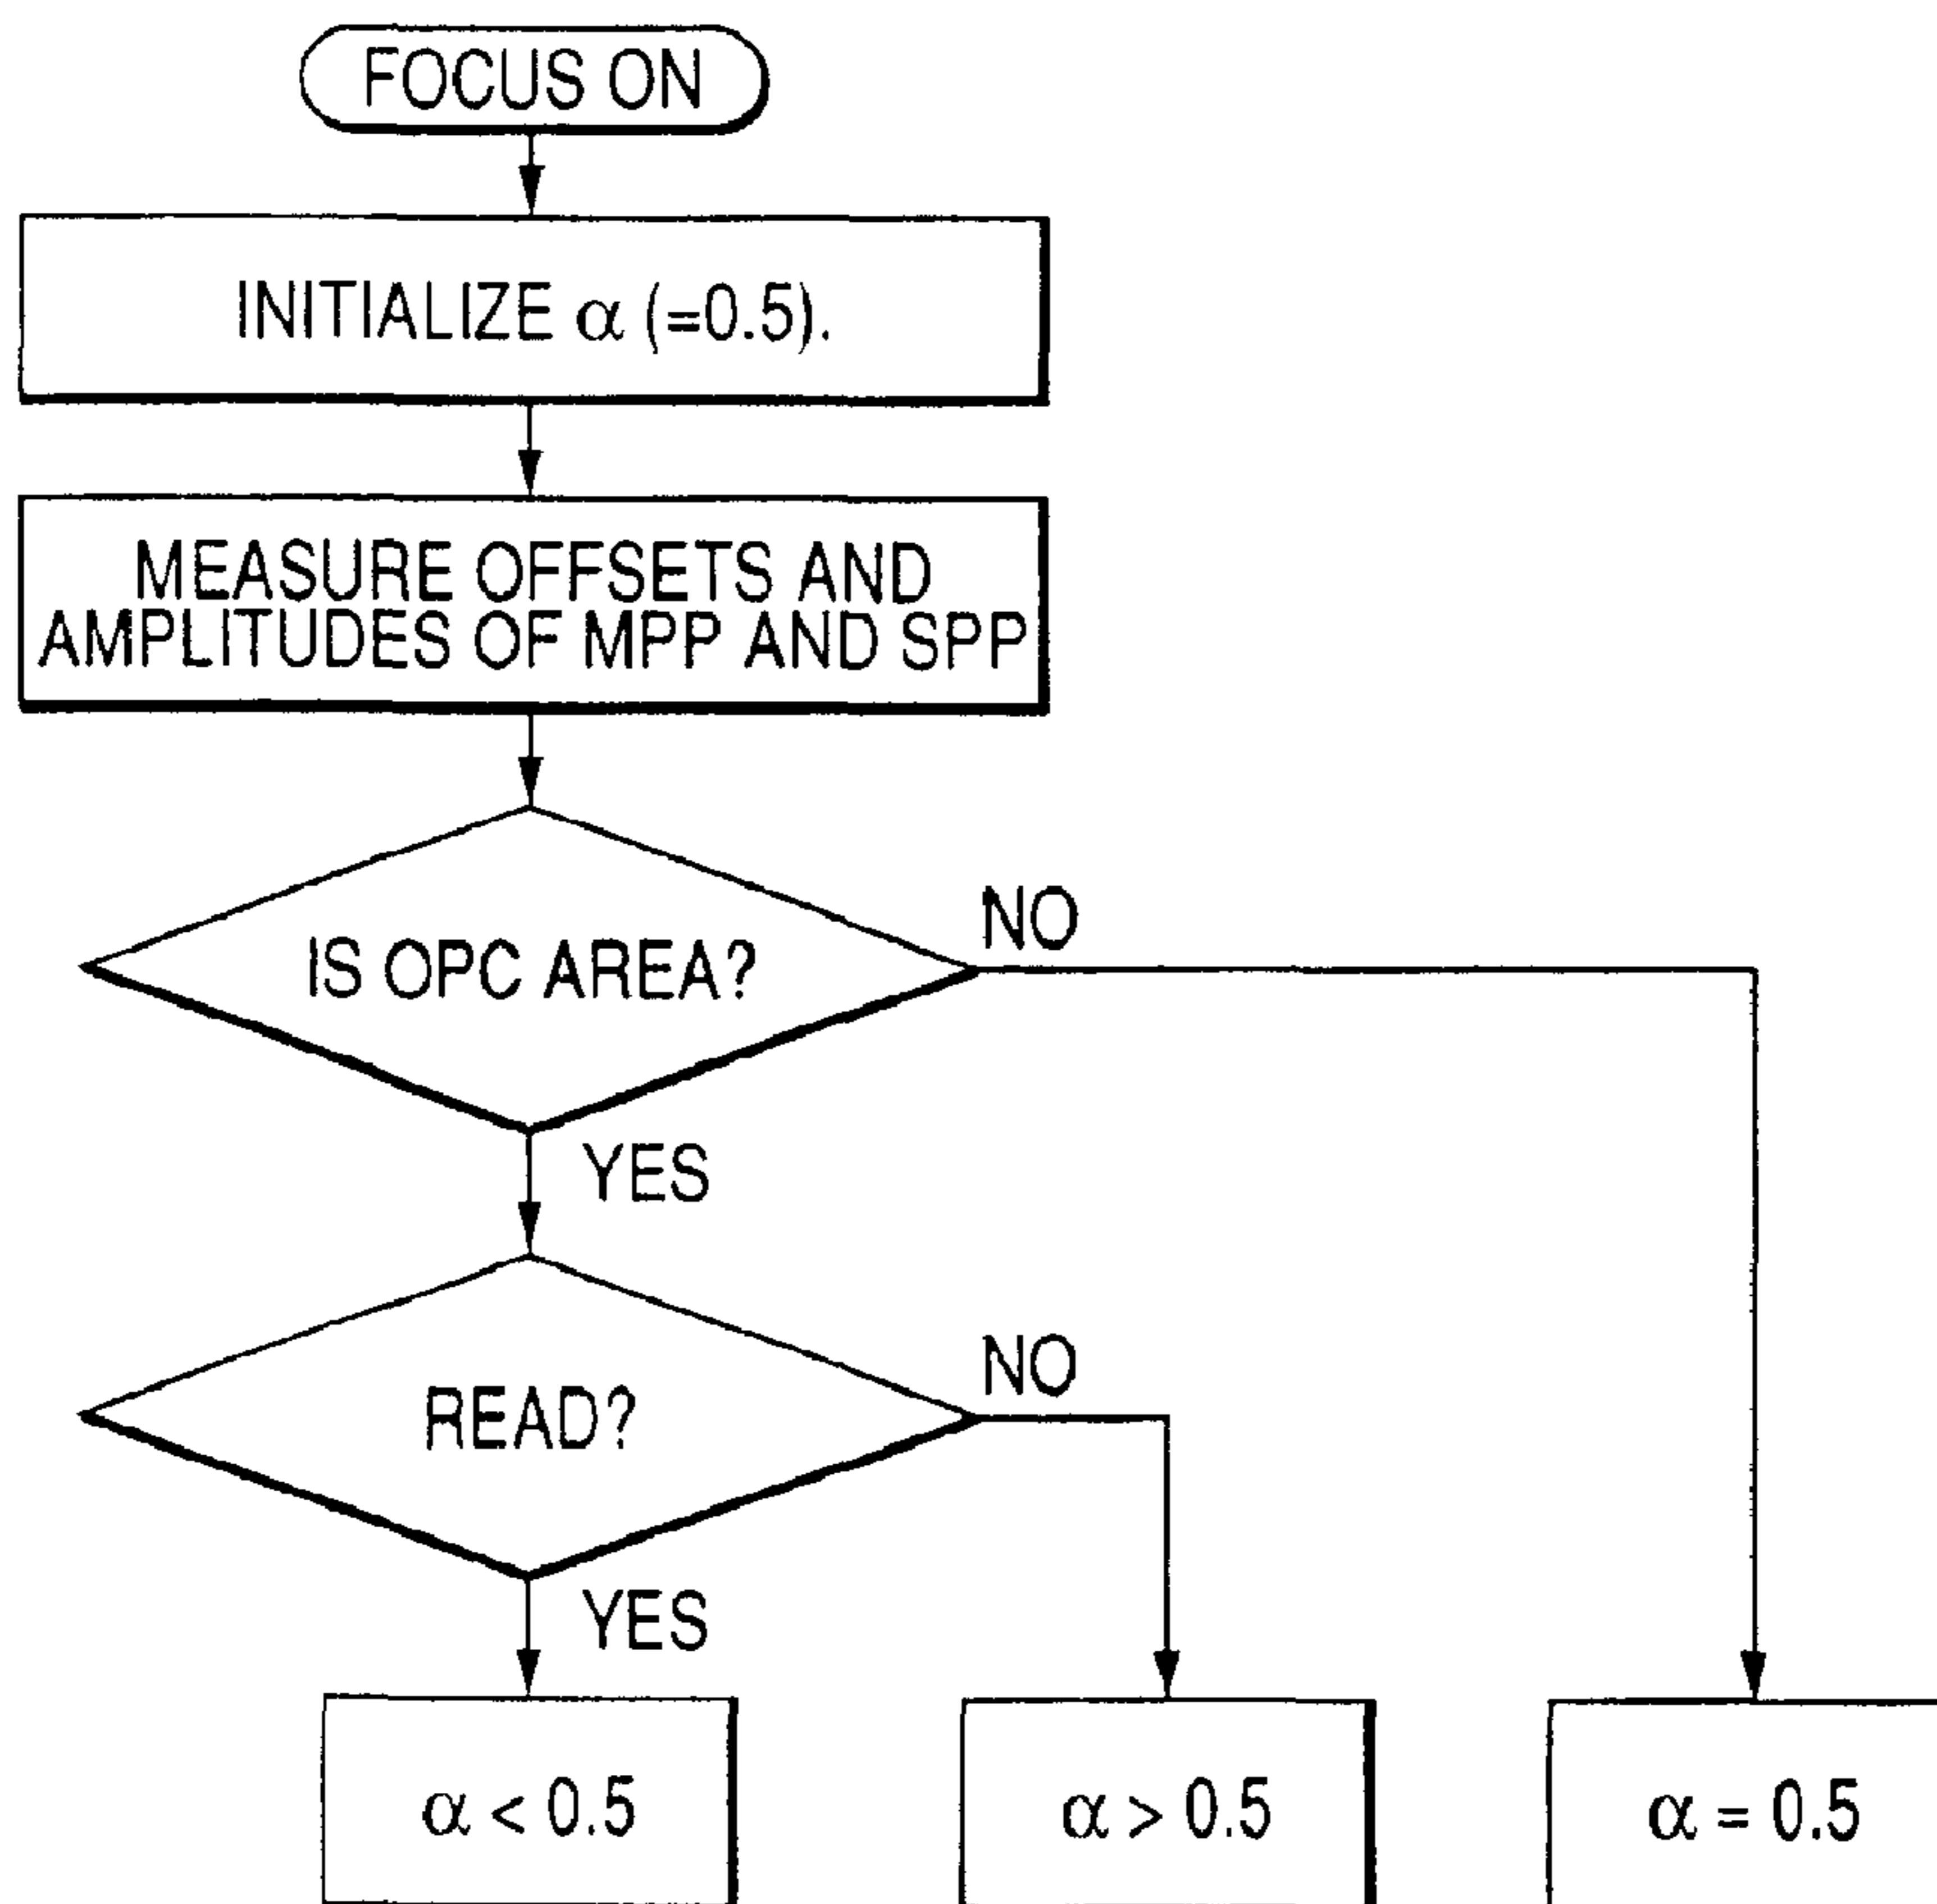 FOCUS ON
INITIALIZE α (=0.5).
MEASURE OFFSETS AND
AMPLITUDES OF MPP AND SPP
IS OPC AREA?
NO
YES
READ?
NO
YES
α < 0.5
α > 0.5
α = 0.5